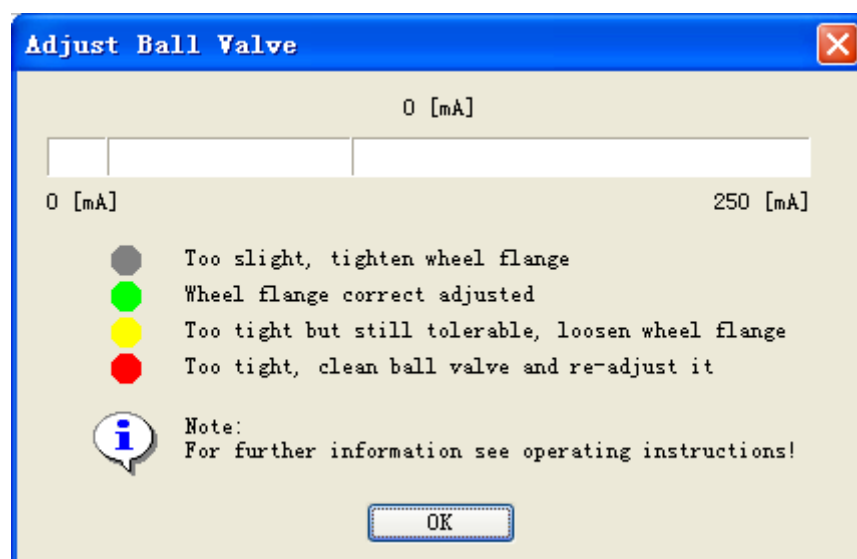 Adjust Ball Valve
0 [mA]
0 [mA] 250 [mA]
Too slight, tighten wheel flange
Wheel flange correct adjusted
Too tight but still tolerable, loosen wheel flange
Too tight, clean ball valve and re-adjust it
Note:
For further information see operating instructions!
OK